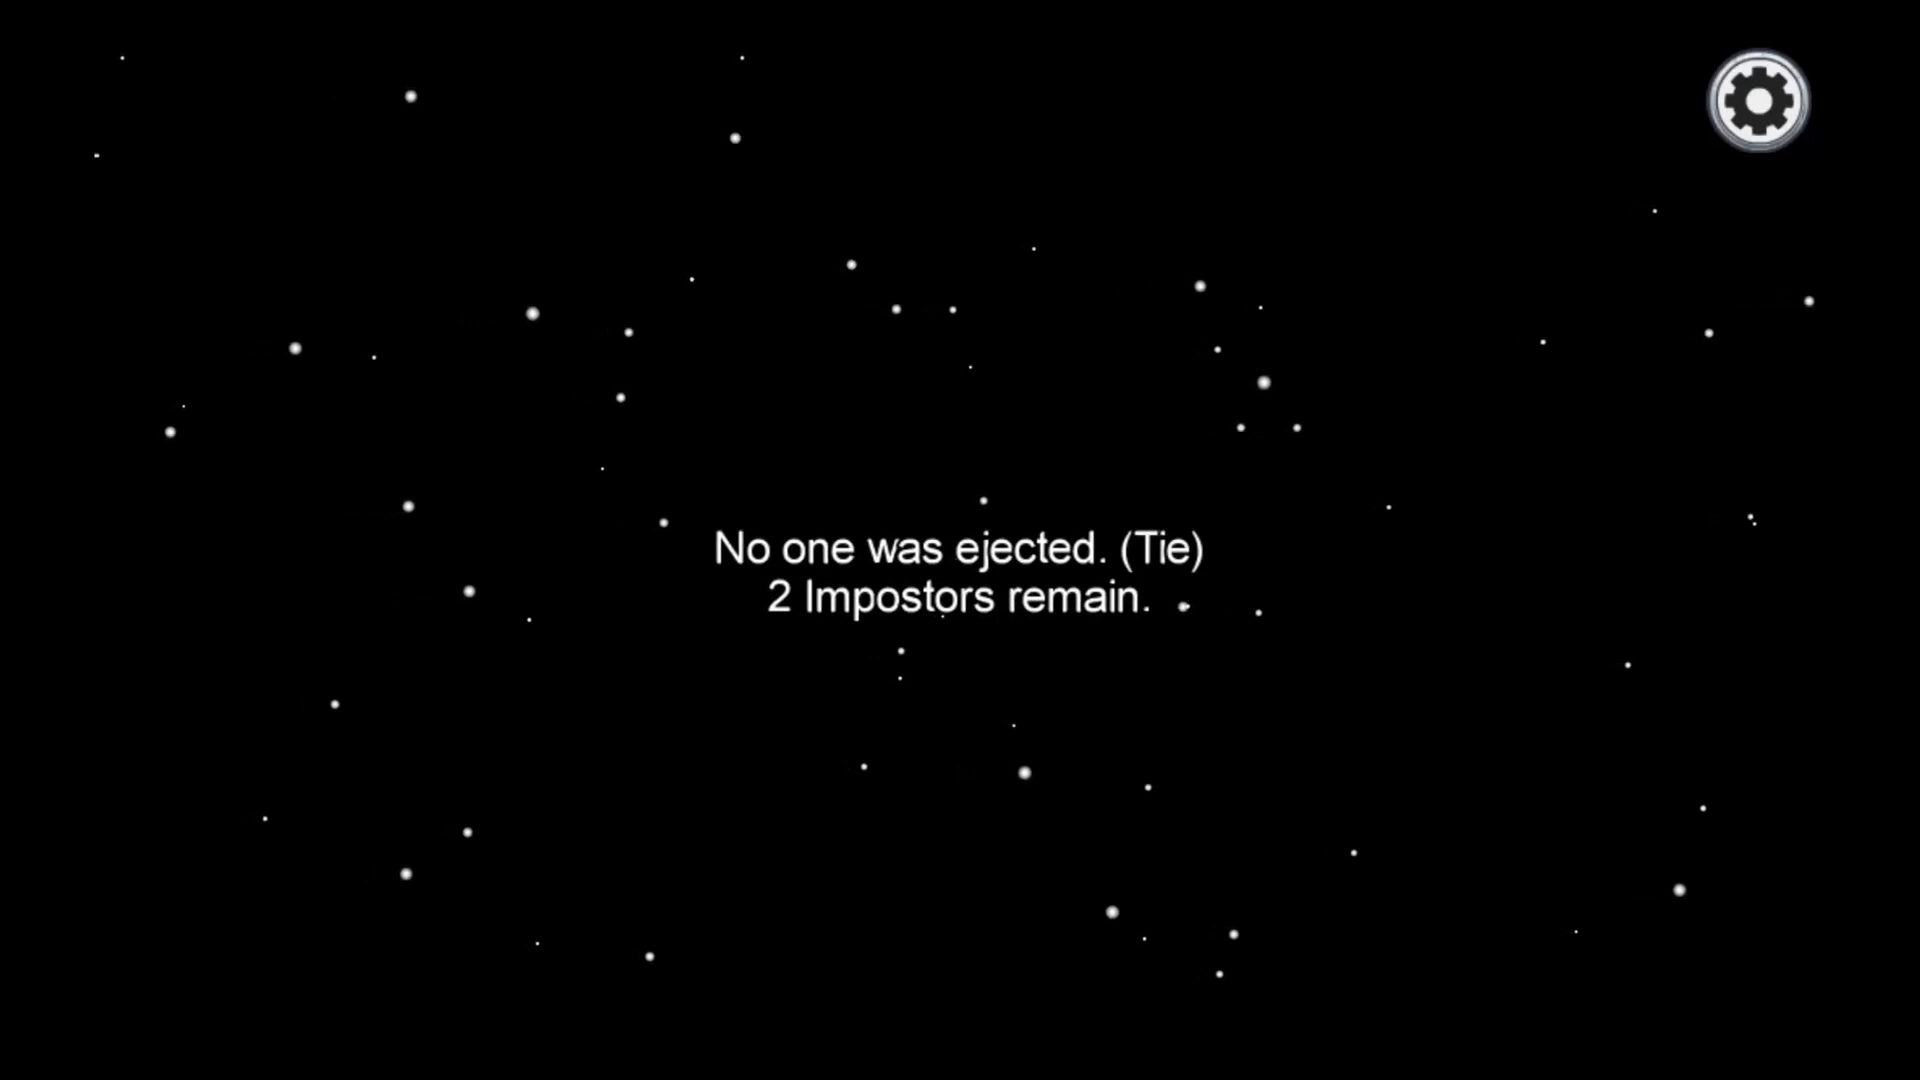 No one was ejected. (Tie)
2 Impostors remain.